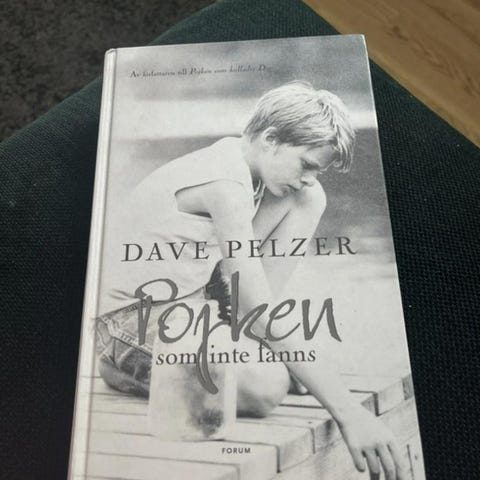 Av författaren till Pojken som kallades Det
DAVE PELZER
Pojken
som inte fanns
FORUM